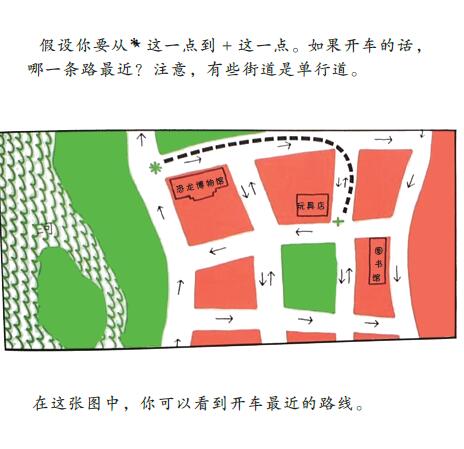 假设你要从*这一点到+这一点。如果开车的话，
哪一条路最近？注意，有些街道是单行道。
恐龙博物馆
玩具店
河
图书馆
在这张图中，你可以看到开车最近的路线。